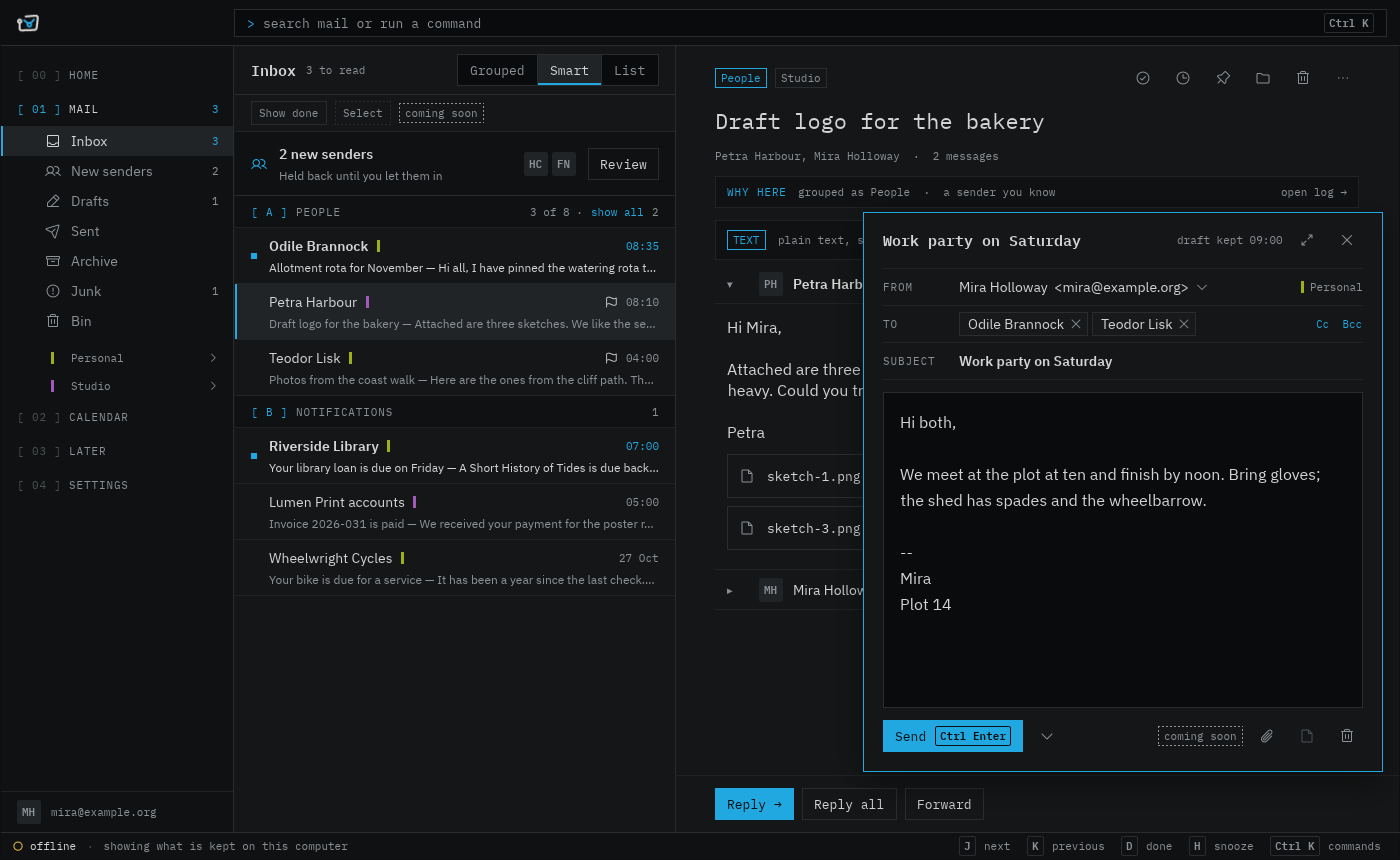 > search mail or run a command Ctrl K
[ 00 ] HOME
[ 01 ] MAIL 3
Inbox 3
New senders 2
Drafts 1
Sent
Archive
Junk 1
Bin
Personal
Studio
[ 02 ] CALENDAR
[ 03 ] LATER
[ 04 ] SETTINGS
MH mira@example.org
Inbox 3 to read Grouped Smart List
Show done Select coming soon
2 new senders
Held back until you let them in
HC FN Review
[ A ] PEOPLE 3 of 8 · show all 2
Odile Brannock 08:35
Allotment rota for November — Hi all, I have pinned the watering rota t…
Petra Harbour 08:10
Draft logo for the bakery — Attached are three sketches. We like the se…
Teodor Lisk 04:00
Photos from the coast walk — Here are the ones from the cliff path. Th…
[ B ] NOTIFICATIONS 1
Riverside Library 07:00
Your library loan is due on Friday — A Short History of Tides is due back…
Lumen Print accounts 05:00
Invoice 2026-031 is paid — We received your payment for the poster r…
Wheelwright Cycles 27 Oct
Your bike is due for a service — It has been a year since the last check.…
People Studio
Draft logo for the bakery
Petra Harbour, Mira Holloway · 2 messages
WHY HERE grouped as People · a sender you know open log →
TEXT plain text, s
PH Petra Harb
Hi Mira,
Attached are three
heavy. Could you tr
Petra
sketch-1.png
sketch-3.png
MH Mira Hollow
Reply → Reply all Forward
Work party on Saturday draft kept 09:00
FROM Mira Holloway <mira@example.org> Personal
TO Odile Brannock Teodor Lisk Cc Bcc
SUBJECT Work party on Saturday
Hi both,
We meet at the plot at ten and finish by noon. Bring gloves;
the shed has spades and the wheelbarrow.
--
Mira
Plot 14
Send Ctrl Enter coming soon
offline · showing what is kept on this computer
J next K previous D done H snooze Ctrl K commands